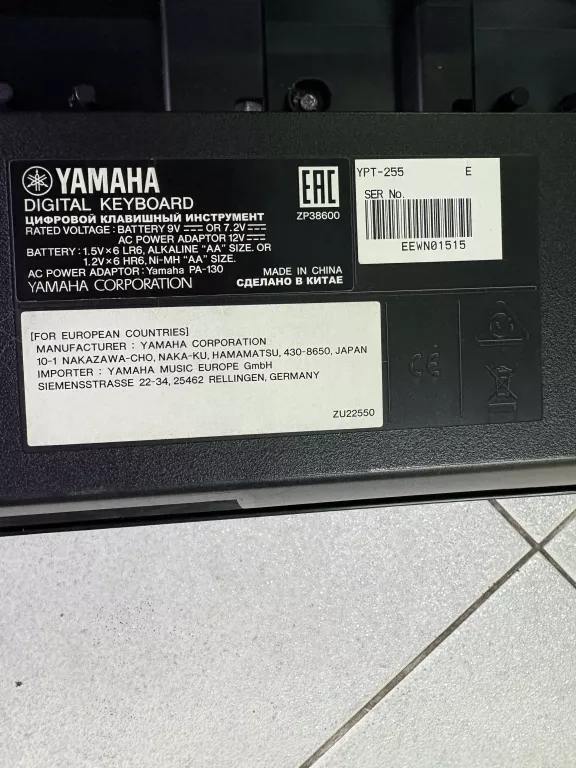 YAMAHA
DIGITAL KEYBOARD
ЦИФРОВОЙ КЛАВИШНЫЙ ИНСТРУМЕНТ
RATED VOLTAGE : BATTERY 9V ⎓ OR 7.2V ⎓
AC POWER ADAPTOR 12V ⎓
BATTERY : 1.5V×6 LR6, ALKALINE "AA" SIZE. OR
1.2V×6 HR6, Ni-MH "AA" SIZE.
AC POWER ADAPTOR : Yamaha PA-130
YAMAHA CORPORATION
EAC
ZP38600
MADE IN CHINA
СДЕЛАНО В КИТАЕ
YPT-255 E
SER No.
EEWN01515
[FOR EUROPEAN COUNTRIES]
MANUFACTURER : YAMAHA CORPORATION
10-1 NAKAZAWA-CHO, NAKA-KU, HAMAMATSU, 430-8650, JAPAN
IMPORTER : YAMAHA MUSIC EUROPE GmbH
SIEMENSSTRASSE 22-34, 25462 RELLINGEN, GERMANY
ZU22550
CE